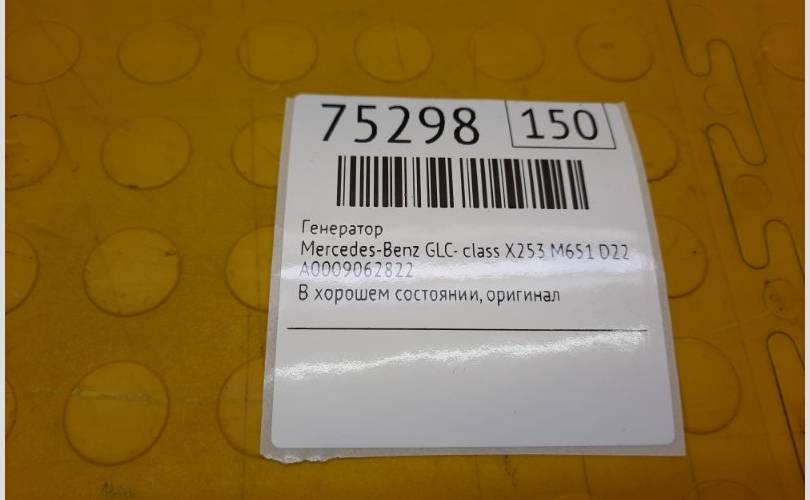 75298 150
Генератор
Mercedes-Benz GLC- class X253 M651 D22
A0009062822
В хорошем состоянии, оригинал